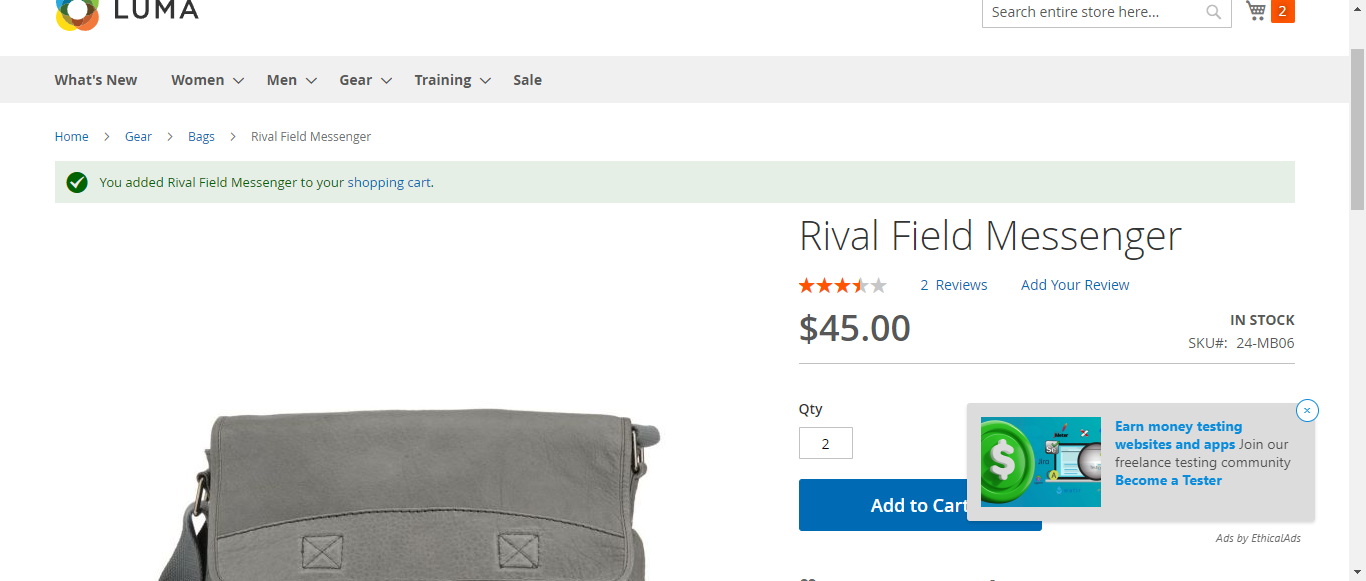 LUMA
Search entire store here...
2
What's New
Women
Men
Gear
Training
Sale
Home
Gear
Bags
Rival Field Messenger
You added Rival Field Messenger to your shopping cart.
Rival Field Messenger
2 Reviews
Add Your Review
$45.00
IN STOCK
SKU#: 24-MB06
Qty
2
Add to Cart
Earn money testing
websites and apps Join our
freelance testing community
Become a Tester
Ads by EthicalAds